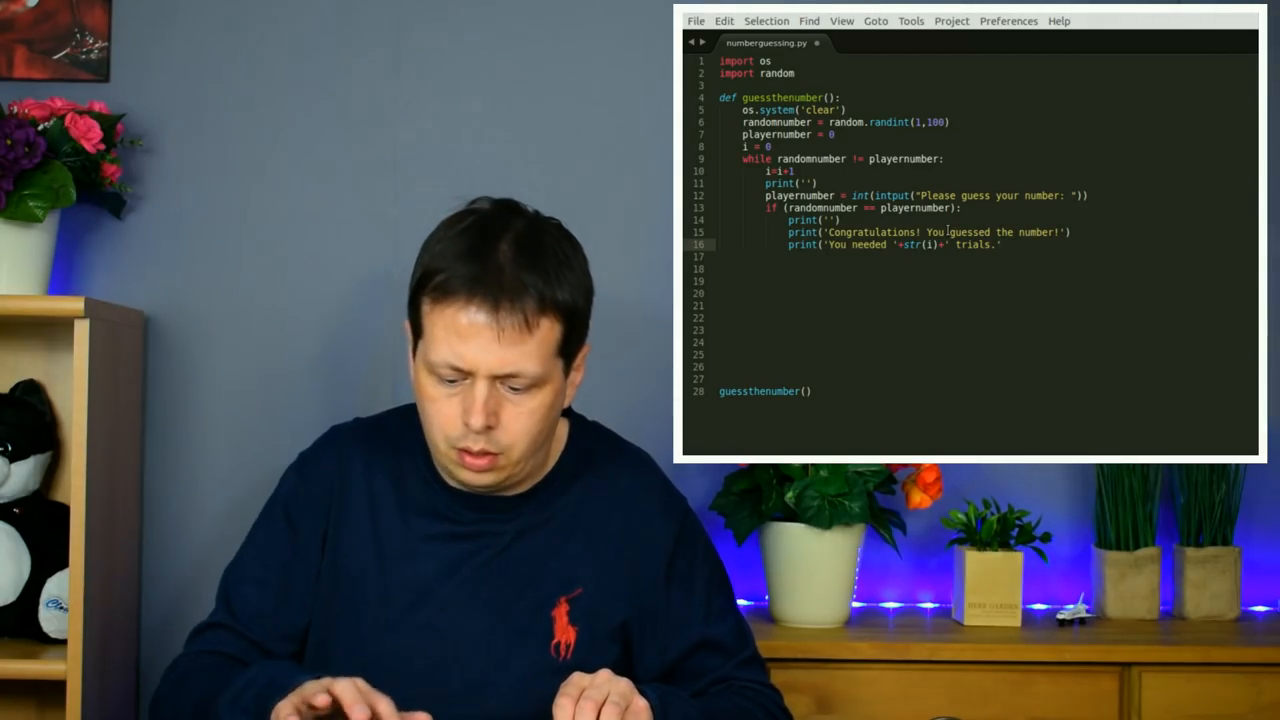 File Edit Selection Find View Goto Tools Project Preferences Help
numberguessing.py
1 import os
2 import random
3
4 def guessthenumber():
5 os.system('clear')
6 randomnumber = random.randint(1,100)
7 playernumber = 0
8 i = 0
9 while randomnumber != playernumber:
10 i=i+1
11 print('')
12 playernumber = int(intput("Please guess your number: "))
13 if (randomnumber == playernumber):
14 print('')
15 print('Congratulations! You guessed the number!')
16 print('You needed '+str(i)+' trials.'
17
18
19
20
21
22
23
24
25
26
27
28 guessthenumber()
HERB GARDEN